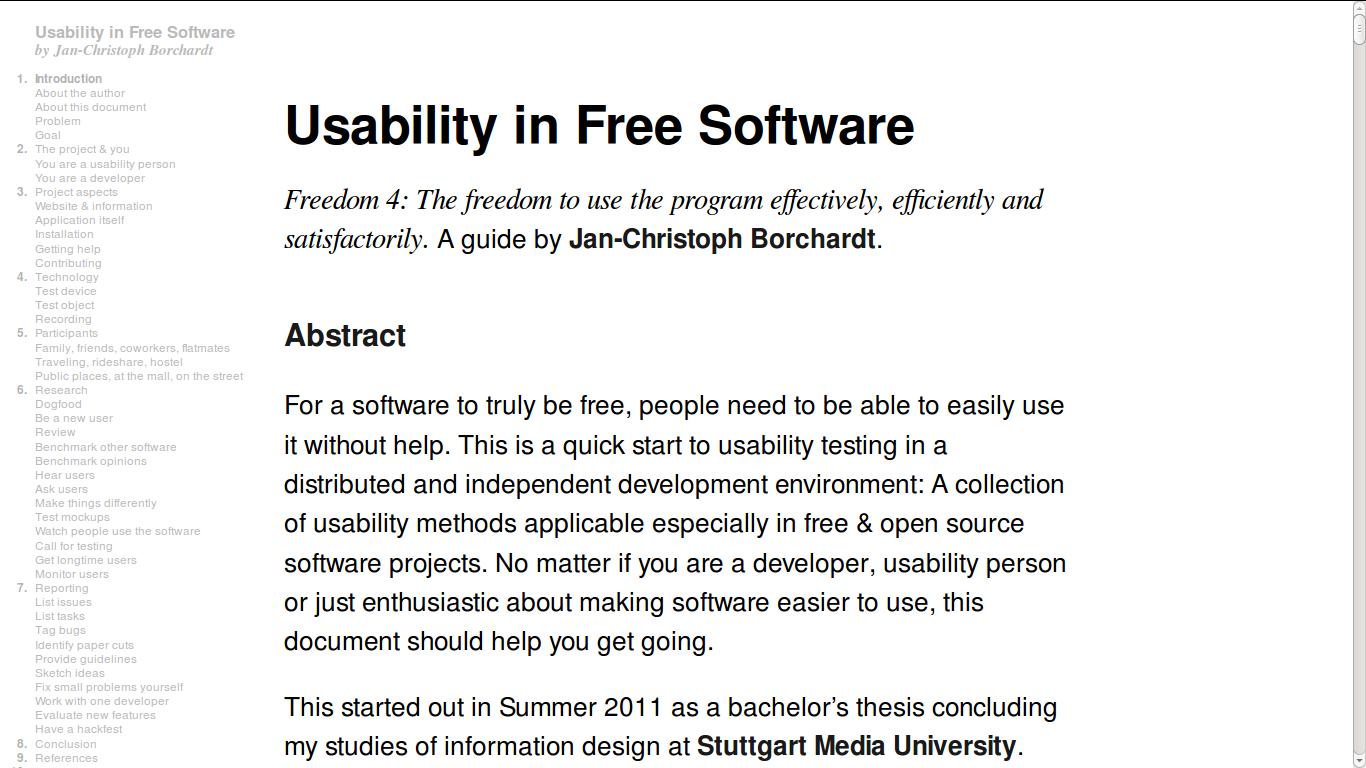 Usability in Free Software
by Jan-Christoph Borchardt
1. Introduction
About the author
About this document
Problem
Goal
2. The project & you
You are a usability person
You are a developer
3. Project aspects
Website & information
Application itself
Installation
Getting help
Contributing
4. Technology
Test device
Test object
Recording
5. Participants
Family, friends, coworkers, flatmates
Traveling, rideshare, hostel
Public places, at the mall, on the street
6. Research
Dogfood
Be a new user
Review
Benchmark other software
Benchmark opinions
Hear users
Ask users
Make things differently
Test mockups
Watch people use the software
Call for testing
Get longtime users
Monitor users
7. Reporting
List issues
List tasks
Tag bugs
Identify paper cuts
Provide guidelines
Sketch ideas
Fix small problems yourself
Work with one developer
Evaluate new features
Have a hackfest
8. Conclusion
9. References
Usability in Free Software
Freedom 4: The freedom to use the program effectively, efficiently and
satisfactorily. A guide by Jan-Christoph Borchardt.
Abstract
For a software to truly be free, people need to be able to easily use
it without help. This is a quick start to usability testing in a
distributed and independent development environment: A collection
of usability methods applicable especially in free & open source
software projects. No matter if you are a developer, usability person
or just enthusiastic about making software easier to use, this
document should help you get going.
This started out in Summer 2011 as a bachelor’s thesis concluding
my studies of information design at Stuttgart Media University.